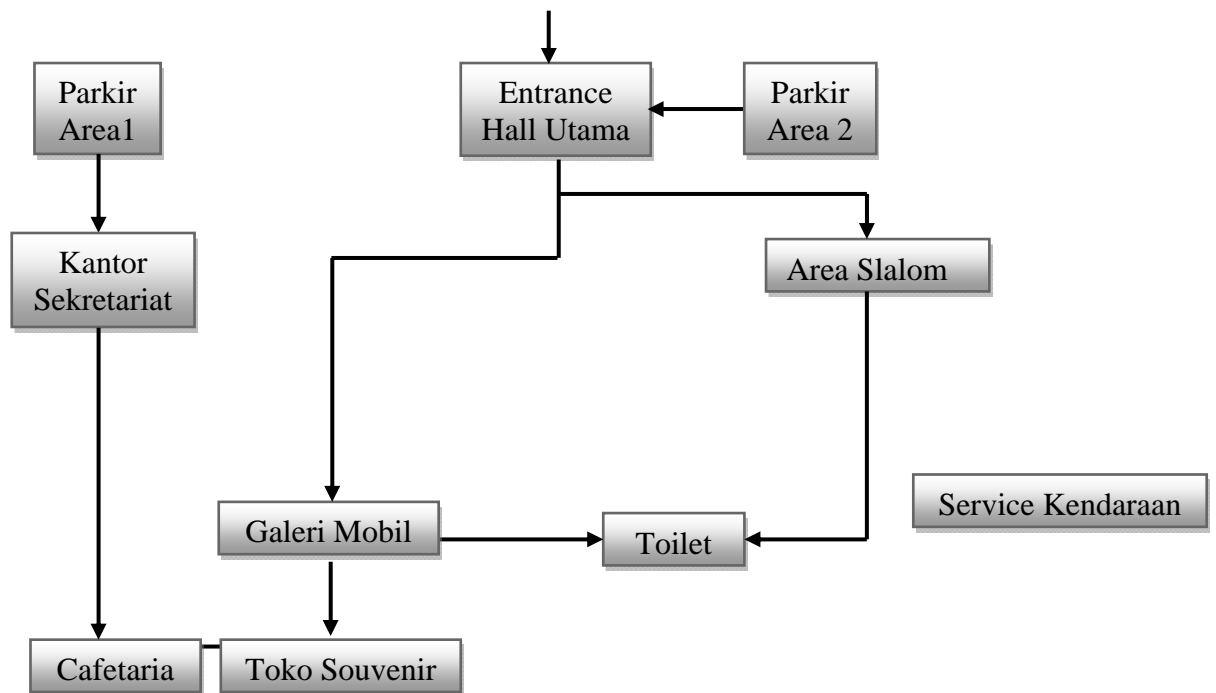 Parkir
Area1
Entrance
Hall Utama
Parkir
Area 2
Kantor
Sekretariat
Area Slalom
Service Kendaraan
Galeri Mobil
Toilet
Cafetaria
Toko Souvenir